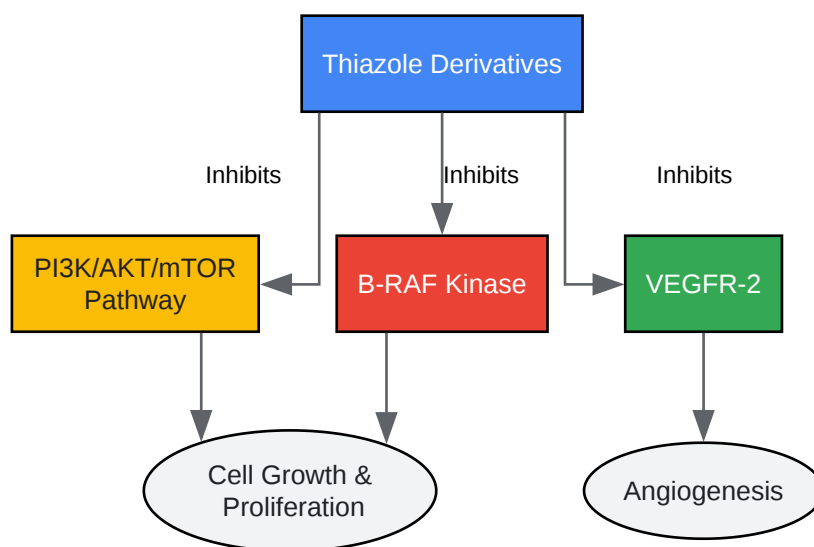 Thiazole Derivatives
Inhibits
Inhibits
Inhibits
PI3K/AKT/mTOR
Pathway
B-RAF Kinase
VEGFR-2
Cell Growth &
Proliferation
Angiogenesis